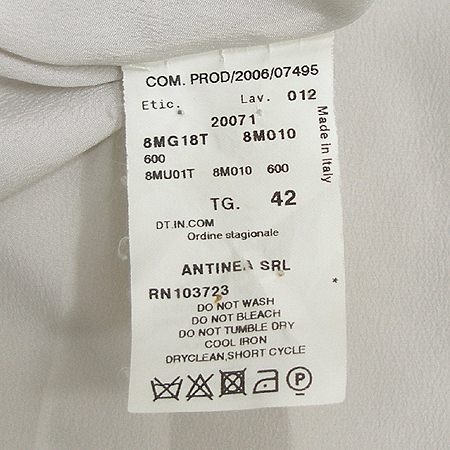 COM. PROD/2006/07495
Etic. Lav. 012
20071
8MG18T 8M010
600
8MU01T 8M010 600
Made in Italy
TG. 42
DT.IN.COM
Ordine stagionale
ANTINEA SRL
RN103723
*
DO NOT WASH
DO NOT BLEACH
DO NOT TUMBLE DRY
COOL IRON
DRYCLEAN,SHORT CYCLE
P